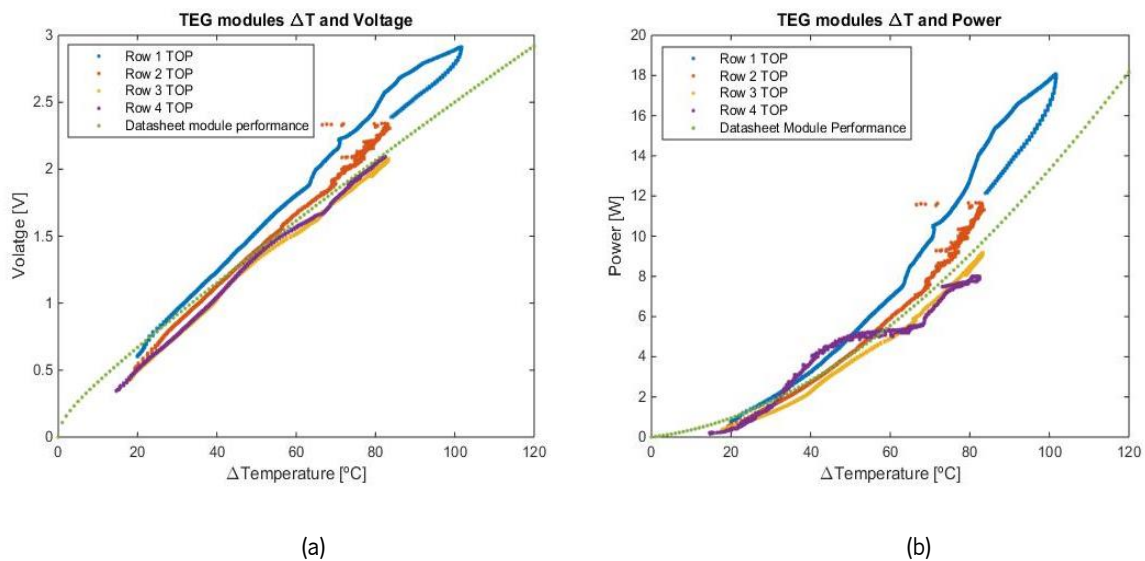 TEG modules ΔT and Voltage
3
Row 1 TOP
Row 2 TOP
Row 3 TOP
Row 4 TOP
Datasheet module performance
2.5
2
1.5
1
0.5
0
Volatge [V]
0 20 40 60 80 100 120
ΔTemperature [ºC]
(a)
TEG modules ΔT and Power
20
Row 1 TOP
Row 2 TOP
Row 3 TOP
Row 4 TOP
Datasheet Module Performance
18
16
14
12
10
8
6
4
2
0
Power [W]
0 20 40 60 80 100 120
ΔTemperature [ºC]
(b)